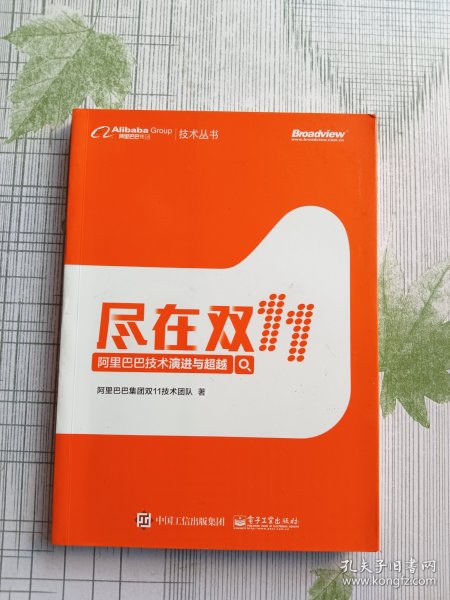 Alibaba Group
阿里巴巴集团
技术丛书
Broadview®
www.broadview.com.cn
尽在双11
阿里巴巴技术演进与超越
阿里巴巴集团双11技术团队 著
中国工信出版集团
电子工业出版社
孔夫子旧书网
www.kongfz.com